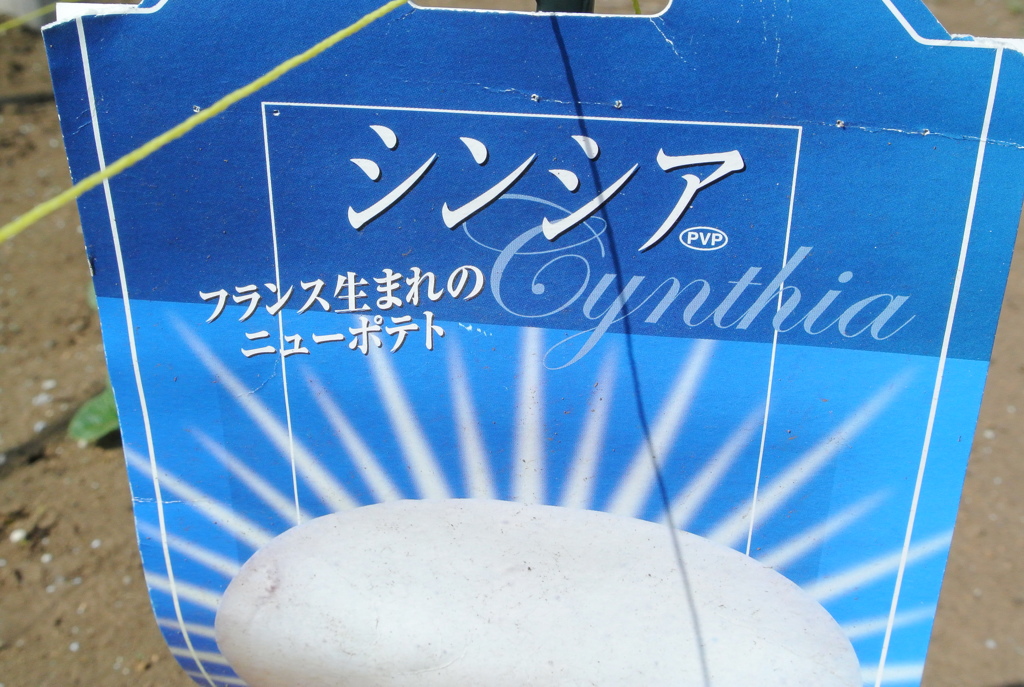 シンシア
PVP
Cynthia
フランス生まれの
ニューポテト